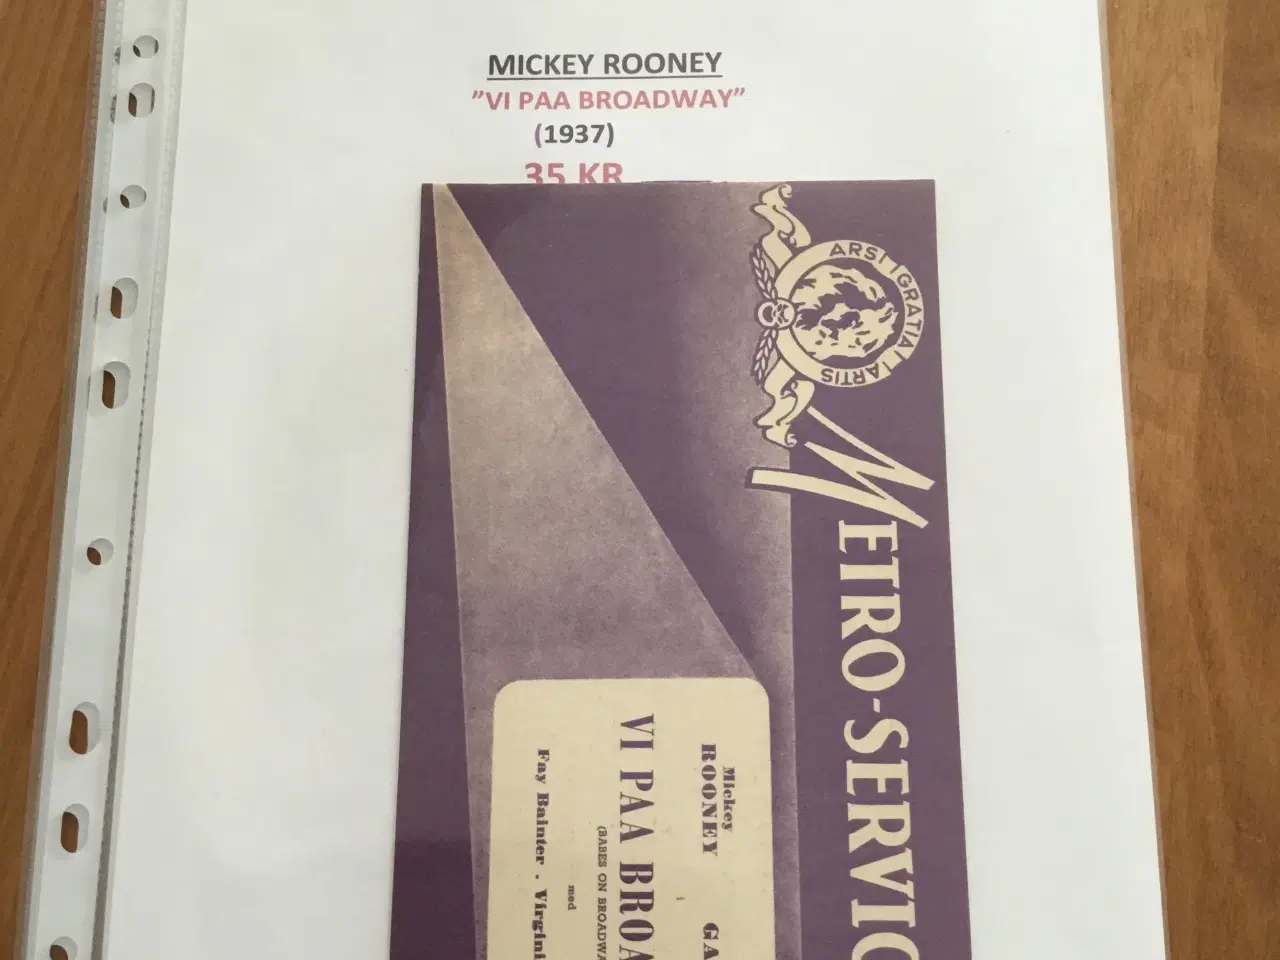 MICKEY ROONEY
”VI PAA BROADWAY”
(1937)
35 KR
ARS GRATIA ARTIS
METRO-SERVIC
Mickey
ROONEY
GA
i
VI PAA BROA
(BABES ON BROADWA
med
Fay Bainter . Virgini